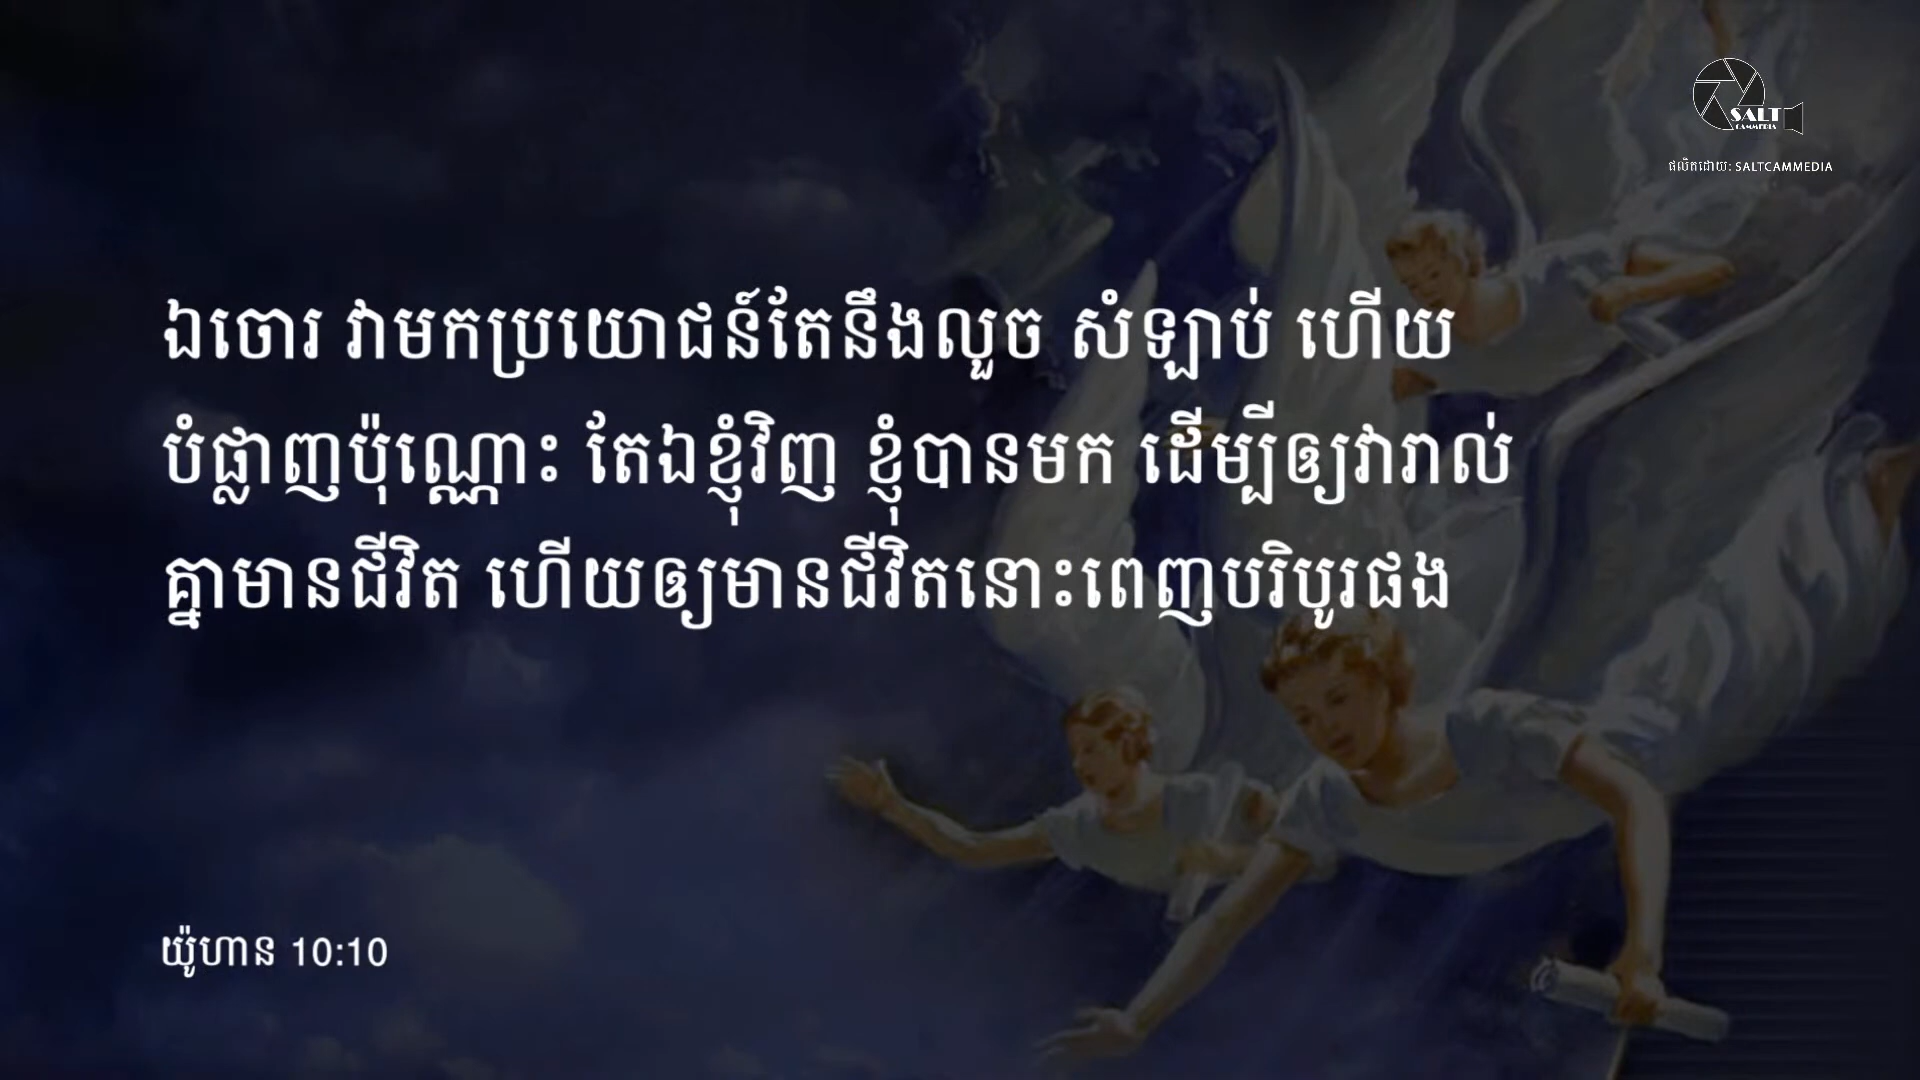 SALT
CAMMEDIA
ផលិតដោយ: SALTCAMMEDIA
ឯចោរ វាមកប្រយោជន៍តែនឹងលួច សំឡាប់ ហើយ
បំផ្លាញប៉ុណ្ណោះ តែឯខ្ញុំវិញ ខ្ញុំបានមក ដើម្បីឲ្យវារាល់
គ្នាមានជីវិត ហើយឲ្យមានជីវិតនោះពេញបរិបូរផង
យ៉ូហាន 10:10